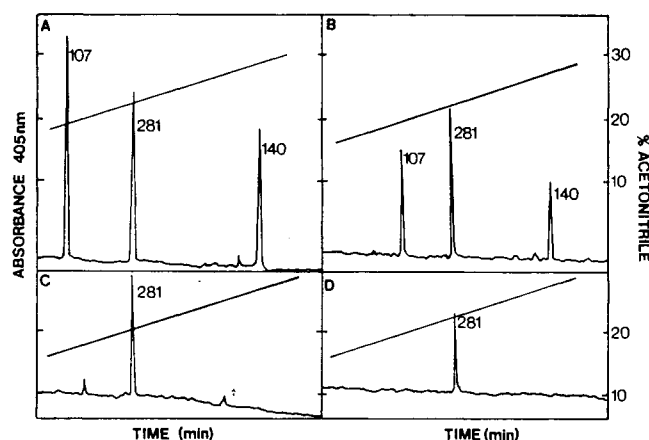 A
107
281
140
B
107
281
140
30
20
10
ABSORBANCE 405nm
% ACETONITRILE
C
281
D
281
20
10
TIME (min)
TIME (min)